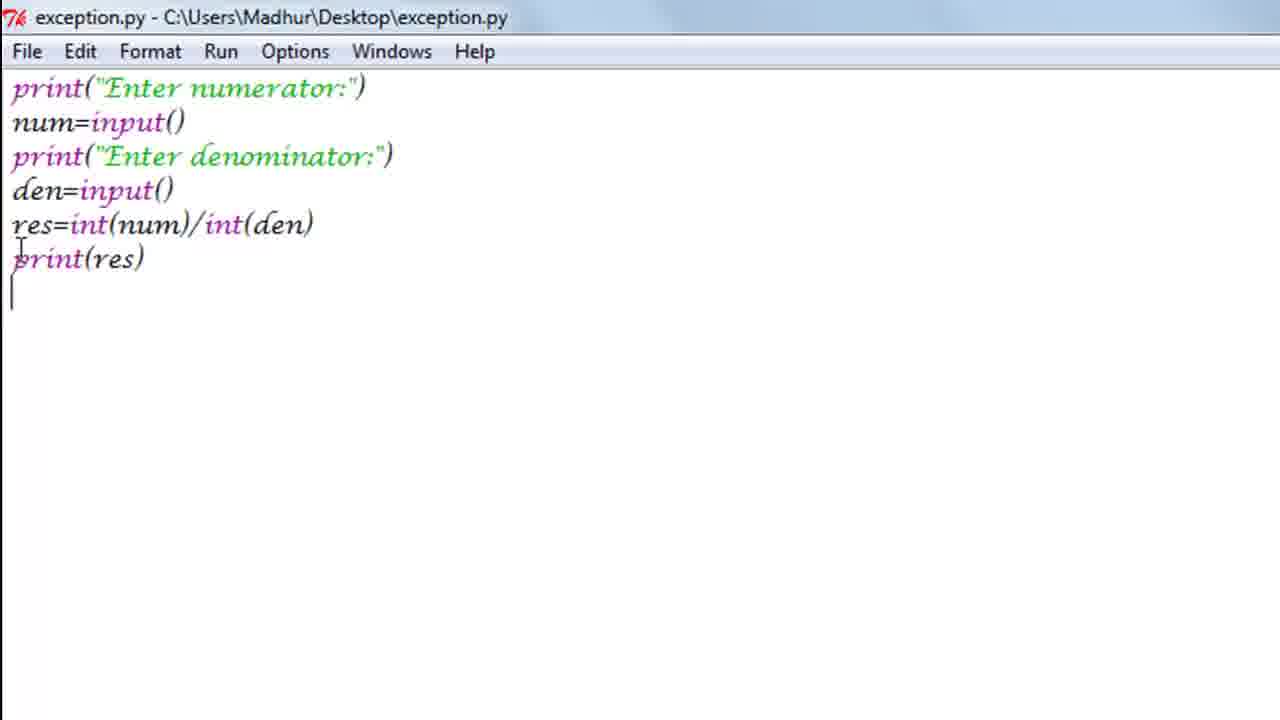 exception.py - C:\Users\Madhur\Desktop\exception.py
File Edit Format Run Options Windows Help
print("Enter numerator:")
num=input()
print("Enter denominator:")
den=input()
res=int(num)/int(den)
print(res)